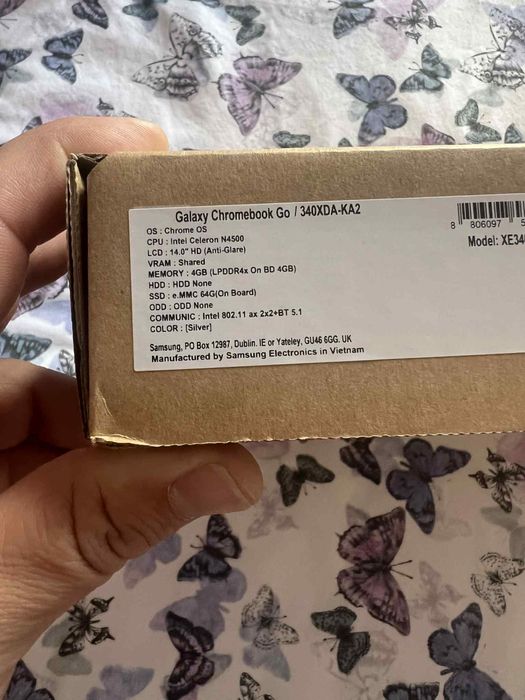 Galaxy Chromebook Go / 340XDA-KA2
OS : Chrome OS
CPU : Intel Celeron N4500
LCD : 14.0" HD (Anti-Glare)
VRAM : Shared
MEMORY : 4GB (LPDDR4x On BD 4GB)
HDD : HDD None
SSD : e.MMC 64G(On Board)
ODD : ODD None
COMMUNIC : Intel 802.11 ax 2x2+BT 5.1
COLOR : [Silver]
Samsung, PO Box 12987, Dublin. IE or Yateley, GU46 6GG. UK
Manufactured by Samsung Electronics in Vietnam
8 806097 5
Model: XE340